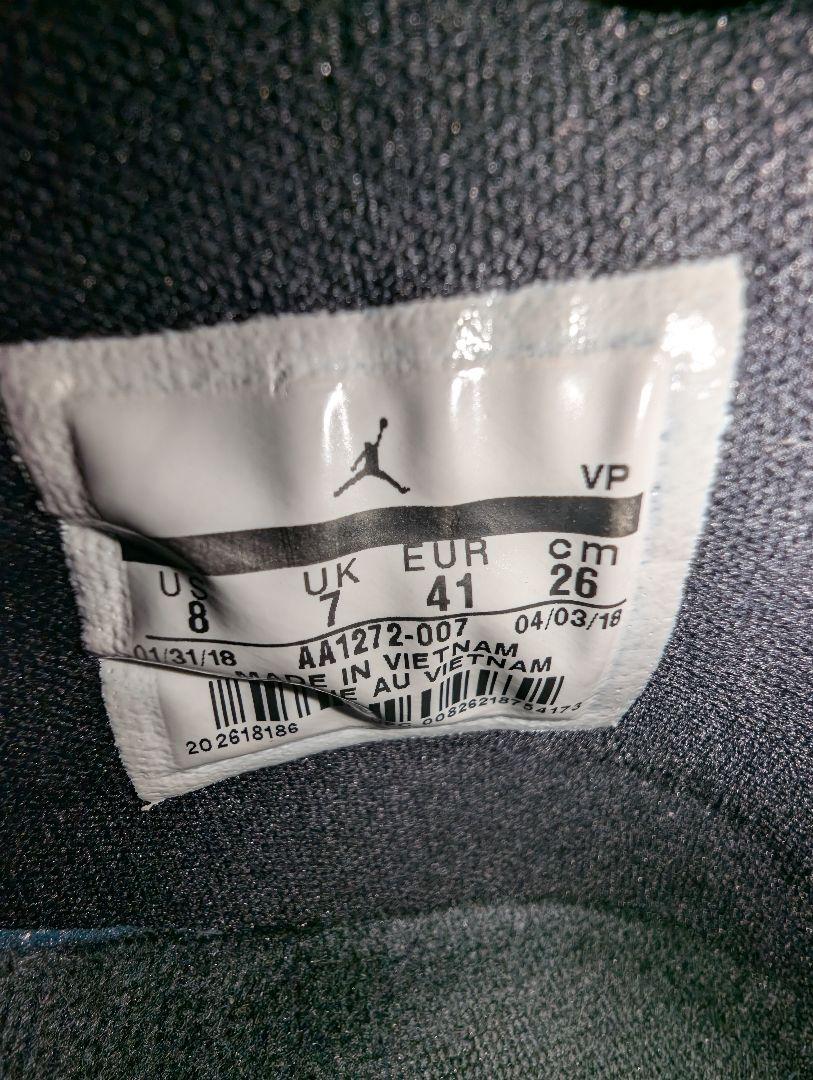 VP
US UK EUR cm
8 7 41 26
01/31/18 AA1272-007 04/03/18
MADE IN VIETNAM
AU VIETNAM
202618186 00826218754173